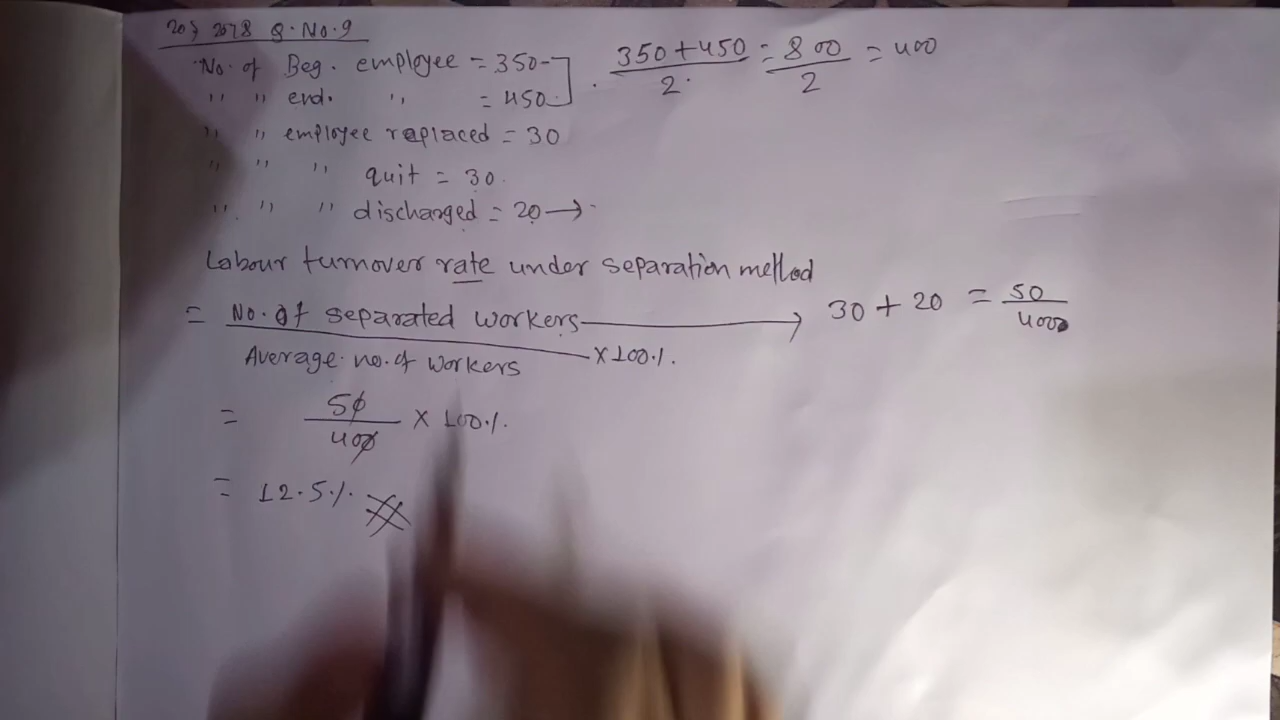 2078 Q. No. 9
No. of Beg. employee = 350
" " end. " = 450
350+450 / 2 = 800 / 2 = 400
" " employee replaced = 30
" " " quit = 30.
" " " discharged = 20 →
Labour turnover rate under separation method
= No. of separated workers / Average no. of workers × 100%. → 30 + 20 = 50 /
= 50 / 400 × 100%.
= 12.5%.